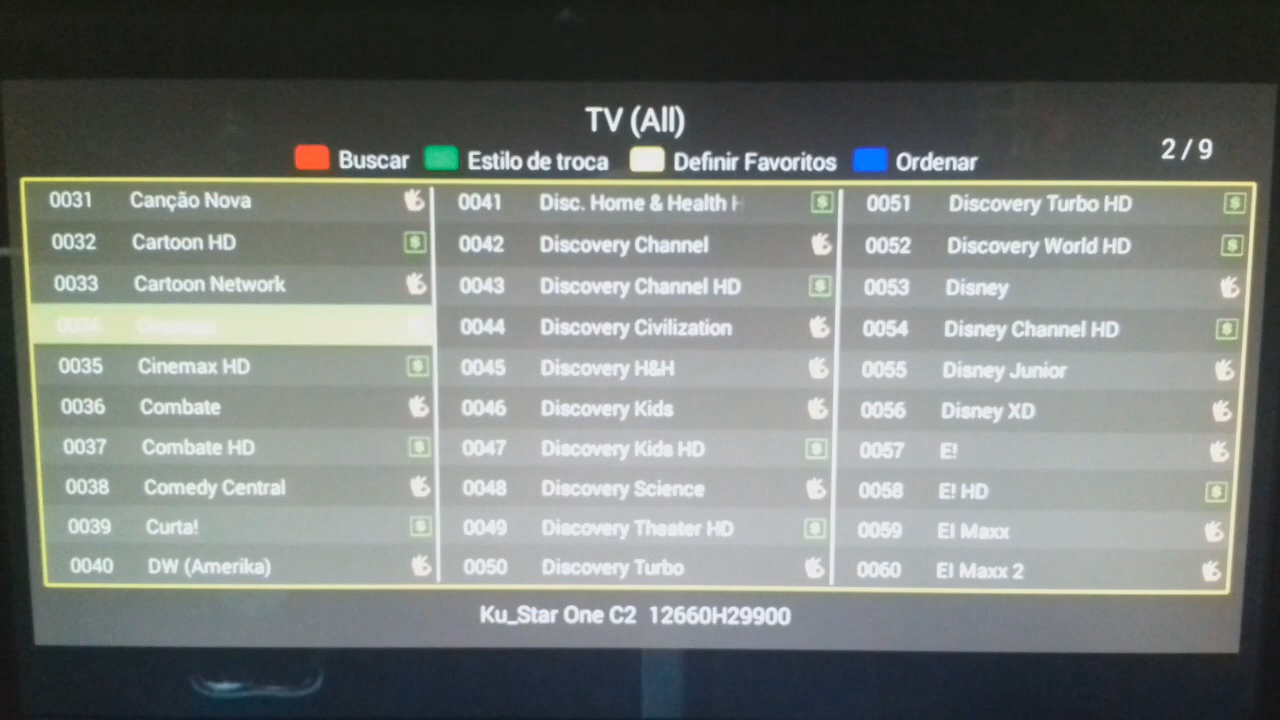 TV (All)
Buscar Estilo de troca Definir Favoritos Ordenar 2 / 9
0031 Canção Nova
0032 Cartoon HD $
0033 Cartoon Network
0034
0035 Cinemax HD $
0036 Combate
0037 Combate HD $
0038 Comedy Central
0039 Curta! $
0040 DW (Amerika)
0041 Disc. Home & Health $
0042 Discovery Channel
0043 Discovery Channel HD $
0044 Discovery Civilization
0045 Discovery H&H
0046 Discovery Kids
0047 Discovery Kids HD $
0048 Discovery Science
0049 Discovery Theater HD $
0050 Discovery Turbo
0051 Discovery Turbo HD $
0052 Discovery World HD $
0053 Disney
0054 Disney Channel HD $
0055 Disney Junior
0056 Disney XD
0057 E!
0058 E! HD $
0059 EI Maxx
0060 EI Maxx 2
Ku_Star One C2 12660H29900